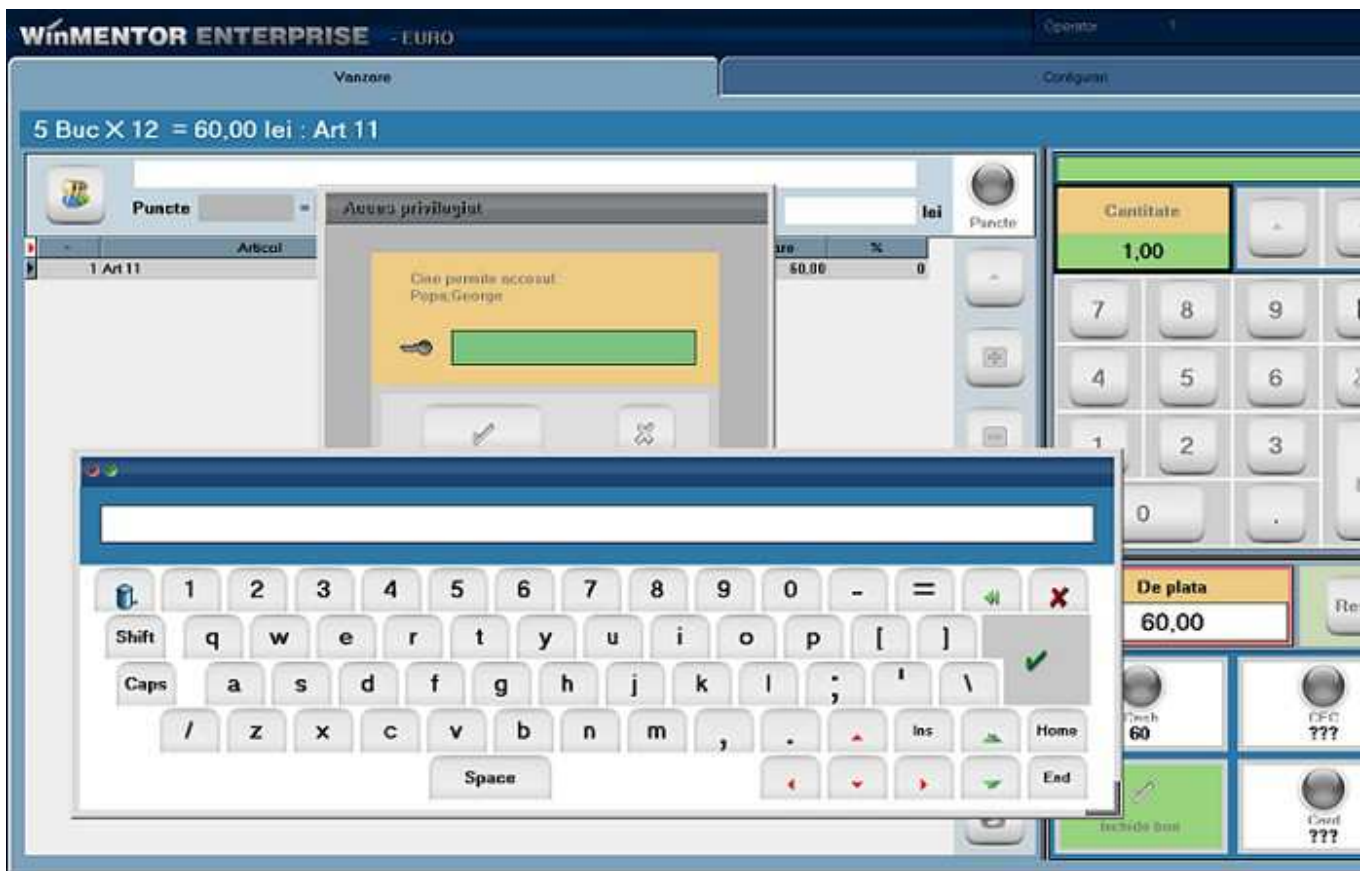 WinMENTOR ENTERPRISE - EURO
Operator 1
Vanzare
Configurari
5 Buc X 12 = 60,00 lei : Art 11
Puncte =
lei
Puncte
Acces privilegiat
- Articol
%
1 Art 11 60.00 0
Cine permite accesul:
Popa,George
Cantitate
1,00
7 8 9
4 5 6
1 2 3
0 .
1 2 3 4 5 6 7 8 9 0 - =
Shift q w e r t y u i o p [ ]
Caps a s d f g h j k l ; ' \
/ z x c v b n m , . Ins Home
Space End
De plata
60,00
Cash
60
CEC
???
Inchide bon
Card
???